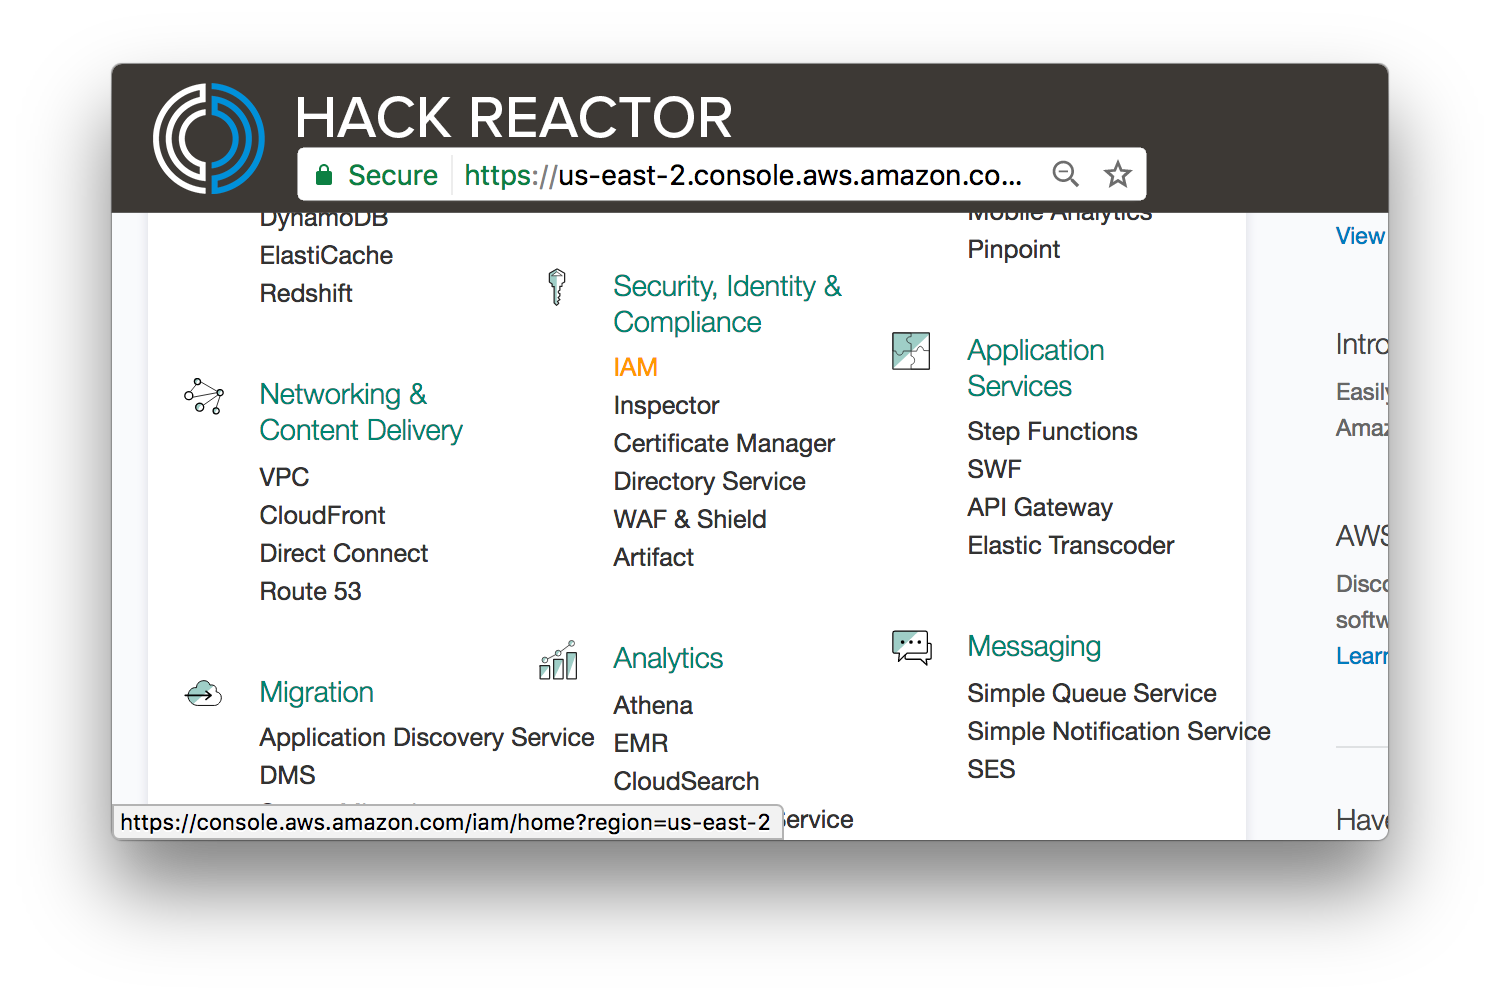 HACK REACTOR
Secure
https://us-east-2.console.aws.amazon.co...
DynamoDB
ElastiCache
Redshift
Networking &
Content Delivery
VPC
CloudFront
Direct Connect
Route 53
Migration
Application Discovery Service
DMS
https://console.aws.amazon.com/iam/home?region=us-east-2
Security, Identity &
Compliance
IAM
Inspector
Certificate Manager
Directory Service
WAF & Shield
Artifact
Analytics
Athena
EMR
CloudSearch
Service
Mobile Analytics
Pinpoint
Application
Services
Step Functions
SWF
API Gateway
Elastic Transcoder
Messaging
Simple Queue Service
Simple Notification Service
SES
View
Intro
Easily
Amaz
AWS
Disco
softw
Learn
Have